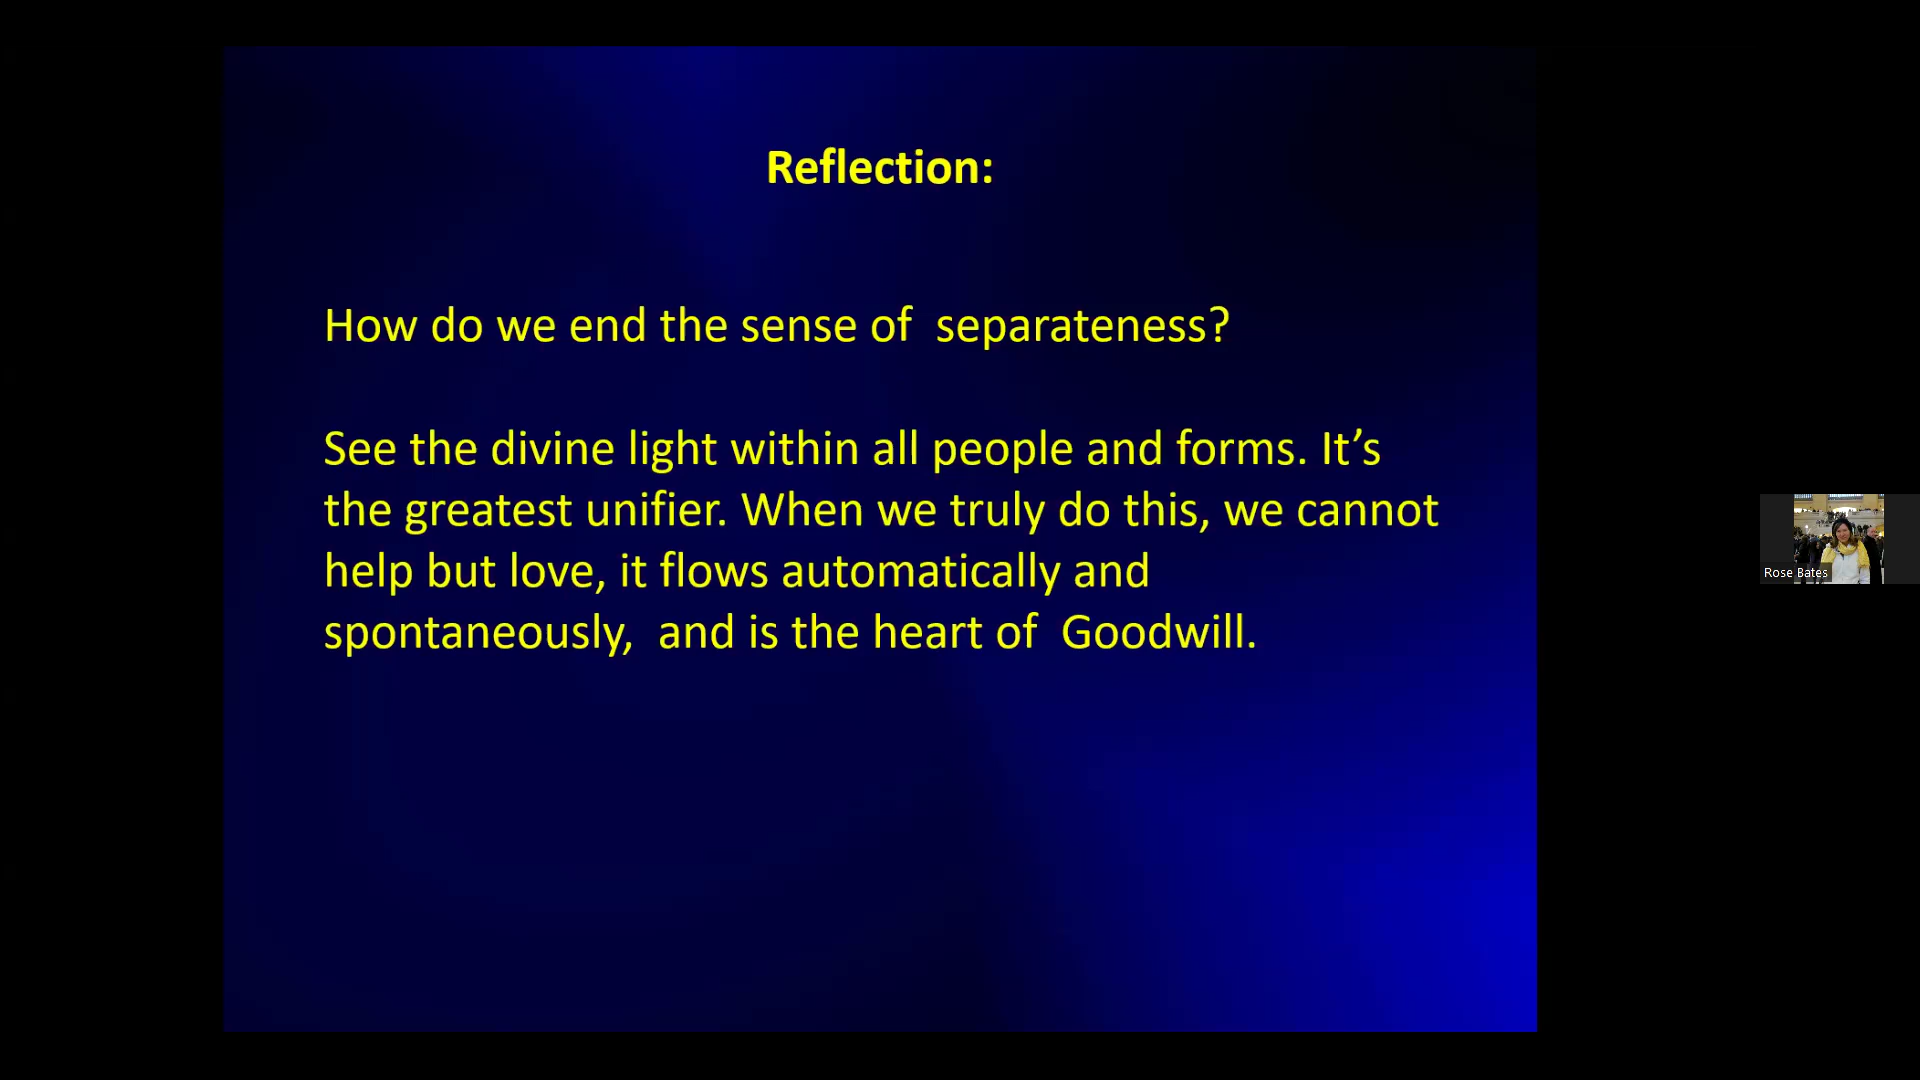 Reflection:
How do we end the sense of  separateness?
See the divine light within all people and forms. It’s
the greatest unifier. When we truly do this, we cannot
help but love, it flows automatically and
spontaneously,  and is the heart of  Goodwill.
Rose Bates